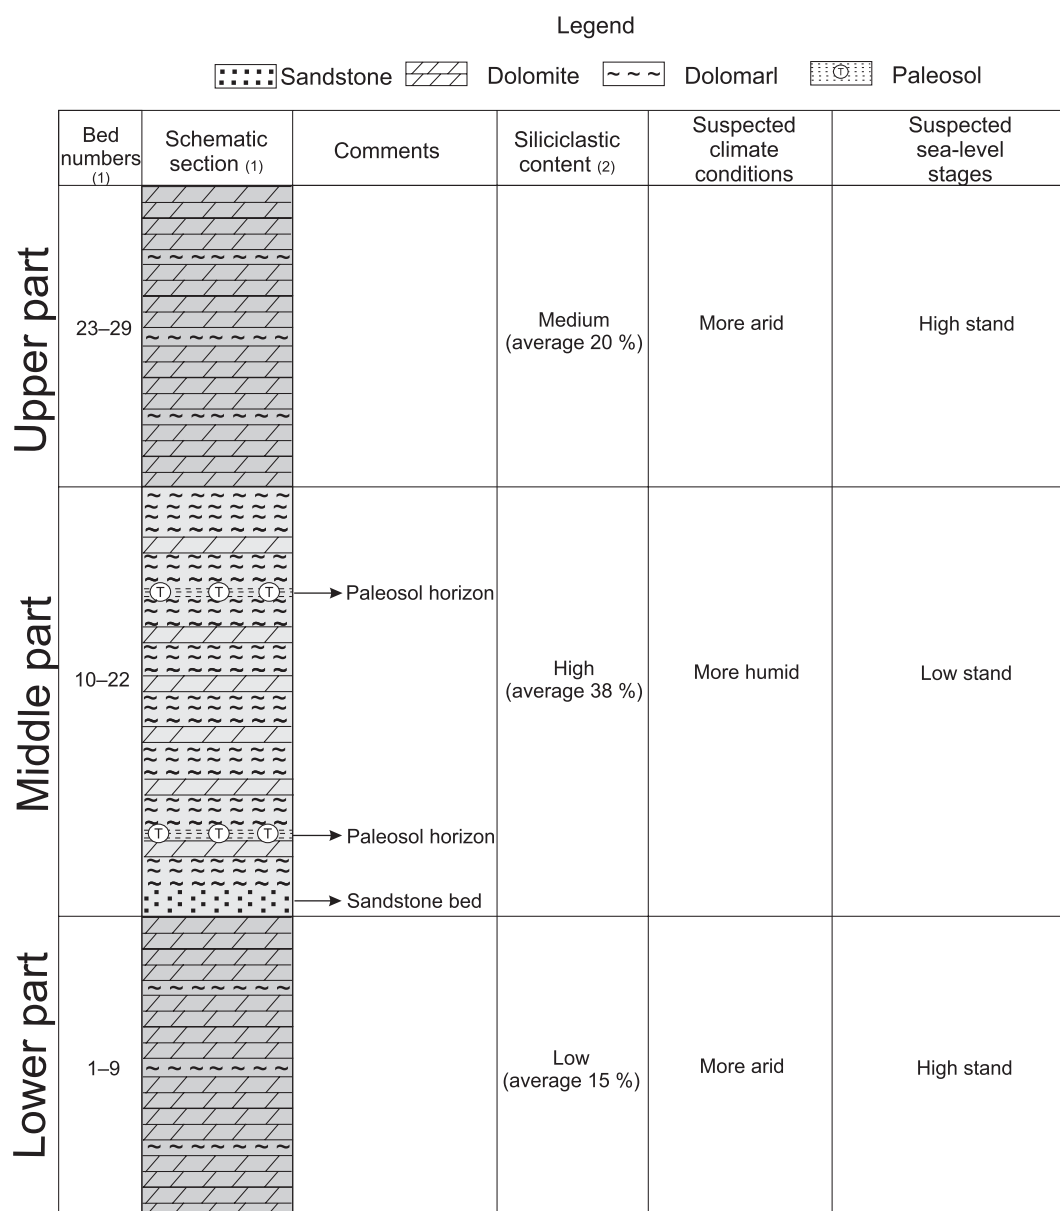 Legend
Sandstone Dolomite Dolomarl T Paleosol
Bed
numbers
(1)
Schematic
section (1)
Comments
Siliciclastic
content (2)
Suspected
climate
conditions
Suspected
sea-level
stages
Upper part
23–29
Medium
(average 20 %)
More arid
High stand
Middle part
10–22
T T T
Paleosol horizon
High
(average 38 %)
More humid
Low stand
T T T
Paleosol horizon
Sandstone bed
Lower part
1–9
Low
(average 15 %)
More arid
High stand